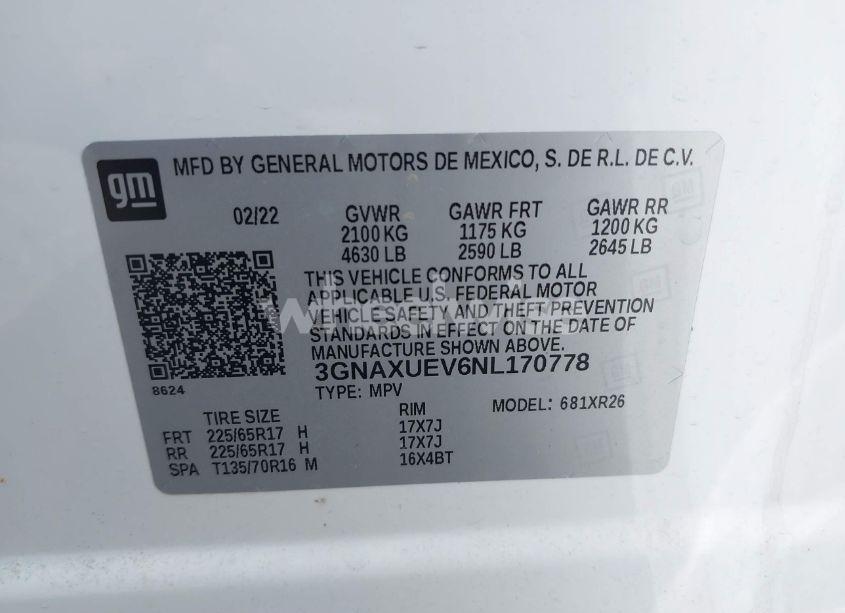 gm
MFD BY GENERAL MOTORS DE MEXICO, S. DE R.L. DE C.V.
02/22 GVWR GAWR FRT GAWR RR
2100 KG 1175 KG 1200 KG
4630 LB 2590 LB 2645 LB
THIS VEHICLE CONFORMS TO ALL
APPLICABLE U.S. FEDERAL MOTOR
VEHICLE SAFETY AND THEFT PREVENTION
STANDARDS IN EFFECT ON THE DATE OF
MANUFACTURE SHOWN ABOVE.
3GNAXUEV6NL170778
8624
TYPE: MPV MODEL: 681XR26
TIRE SIZE RIM
FRT 225/65R17 H 17X7J
RR 225/65R17 H 17X7J
SPA T135/70R16 M 16X4BT